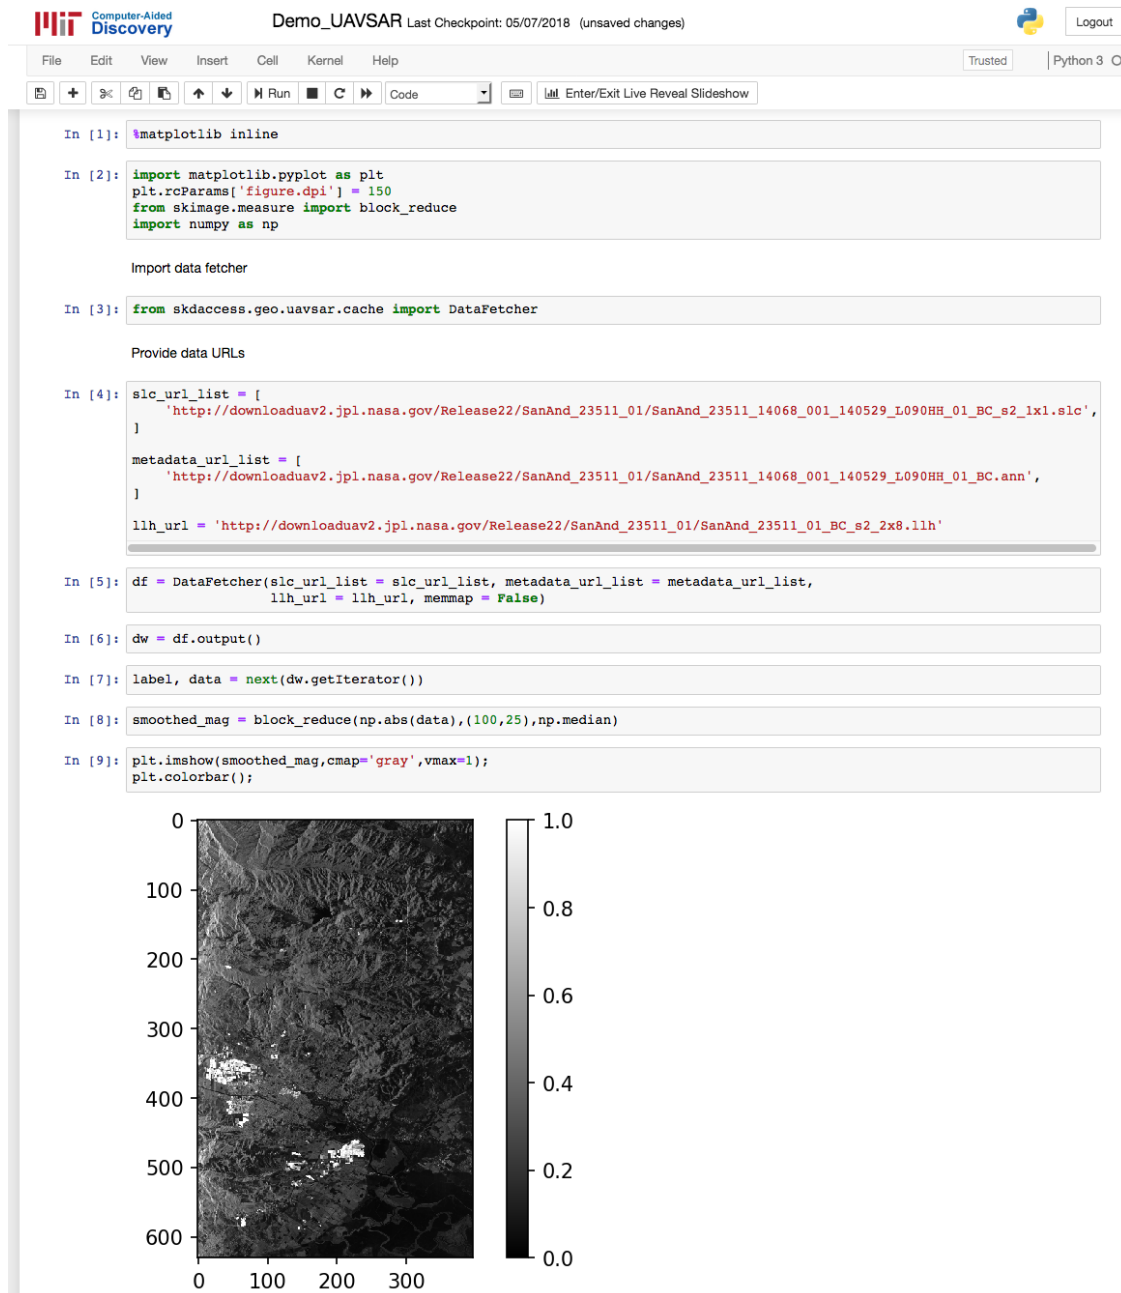 MIT Computer-Aided
Discovery
Demo_UAVSAR Last Checkpoint: 05/07/2018 (unsaved changes)
Logout
File Edit View Insert Cell Kernel Help
Trusted
Python 3
Run
Code
Enter/Exit Live Reveal Slideshow
In [1]: %matplotlib inline
In [2]: import matplotlib.pyplot as plt
plt.rcParams['figure.dpi'] = 150
from skimage.measure import block_reduce
import numpy as np
Import data fetcher
In [3]: from skdaccess.geo.uavsar.cache import DataFetcher
Provide data URLs
In [4]: slc_url_list = [
'http://downloaduav2.jpl.nasa.gov/Release22/SanAnd_23511_01/SanAnd_23511_14068_001_140529_L090HH_01_BC_s2_1x1.slc',
]
metadata_url_list = [
'http://downloaduav2.jpl.nasa.gov/Release22/SanAnd_23511_01/SanAnd_23511_14068_001_140529_L090HH_01_BC.ann',
]
llh_url = 'http://downloaduav2.jpl.nasa.gov/Release22/SanAnd_23511_01/SanAnd_23511_01_BC_s2_2x8.llh'
In [5]: df = DataFetcher(slc_url_list = slc_url_list, metadata_url_list = metadata_url_list,
llh_url = llh_url, memmap = False)
In [6]: dw = df.output()
In [7]: label, data = next(dw.getIterator())
In [8]: smoothed_mag = block_reduce(np.abs(data),(100,25),np.median)
In [9]: plt.imshow(smoothed_mag,cmap='gray',vmax=1);
plt.colorbar();
0
100
200
300
400
500
600
0 100 200 300
1.0
0.8
0.6
0.4
0.2
0.0